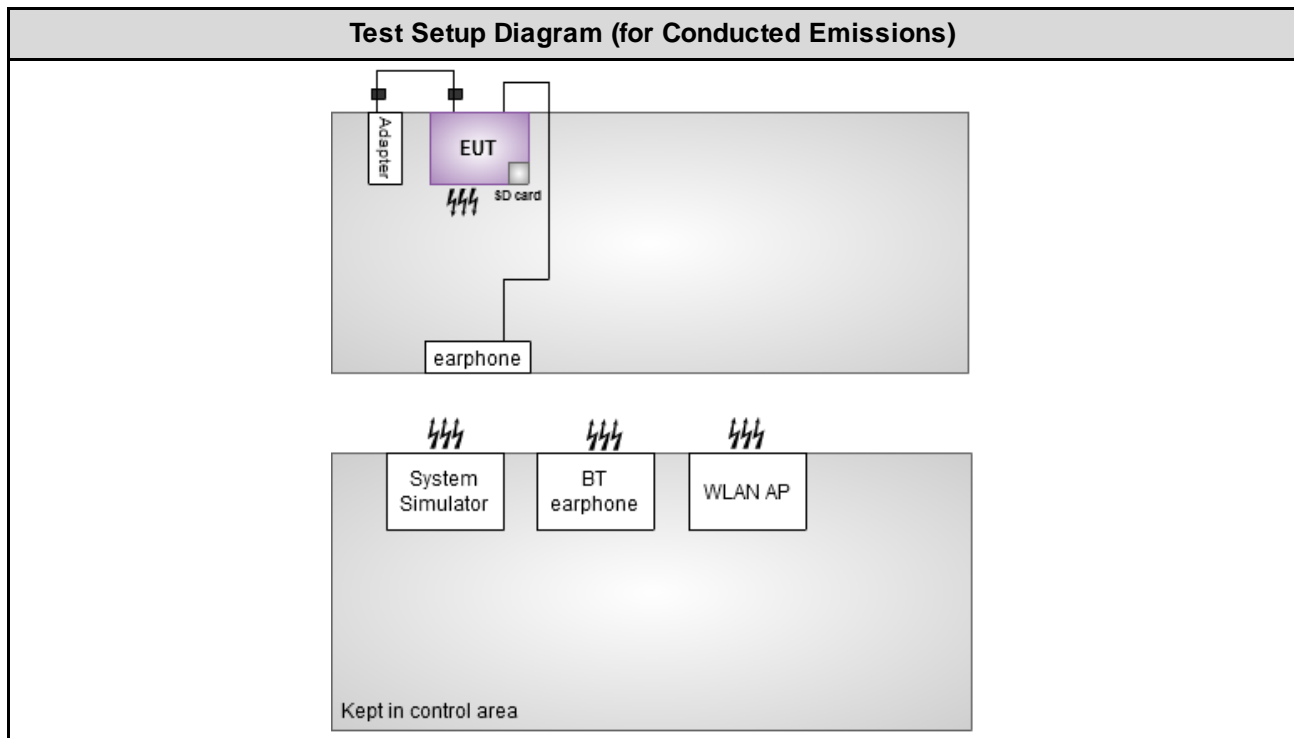 Test Setup Diagram (for Conducted Emissions)
Adapter
EUT
SD card
earphone
System
Simulator
BT
earphone
WLAN AP
Kept in control area